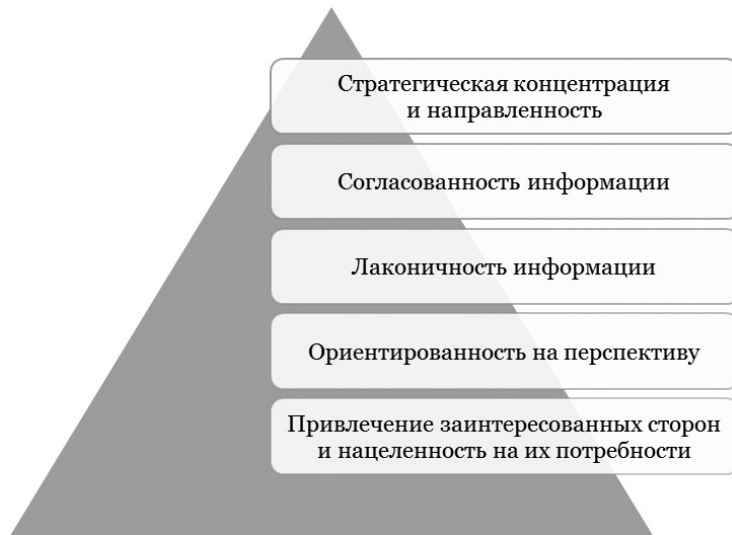 Стратегическая концентрация
и направленность
Согласованность информации
Лаконичность информации
Ориентированность на перспективу
Привлечение заинтересованных сторон
и нацеленность на их потребности